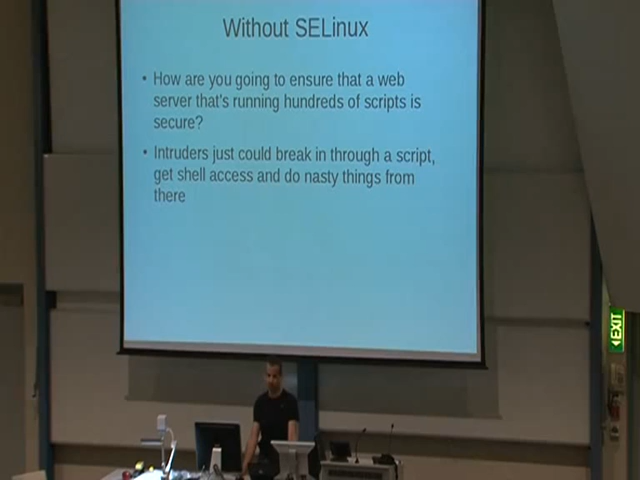 Without SELinux
• How are you going to ensure that a web
server that's running hundreds of scripts is
secure?
• Intruders just could break in through a script,
get shell access and do nasty things from
there
EXIT